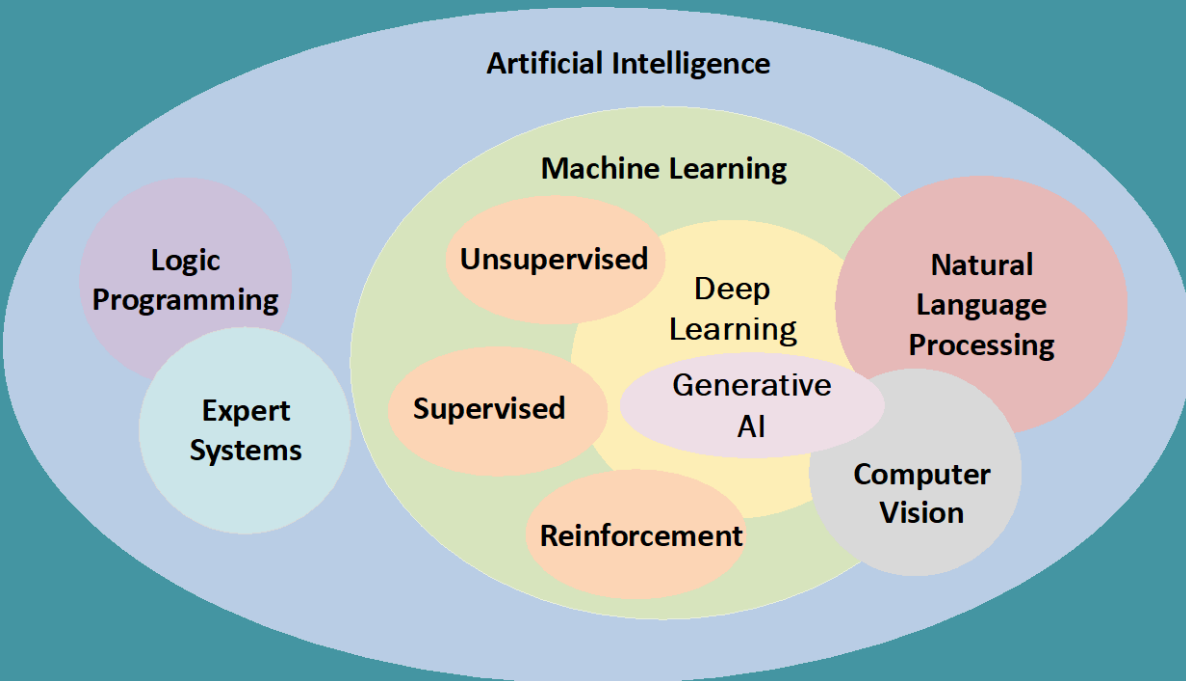 Artificial Intelligence
Machine Learning
Logic
Programming
Expert
Systems
Unsupervised
Supervised
Reinforcement
Deep
Learning
Generative
AI
Natural
Language
Processing
Computer
Vision